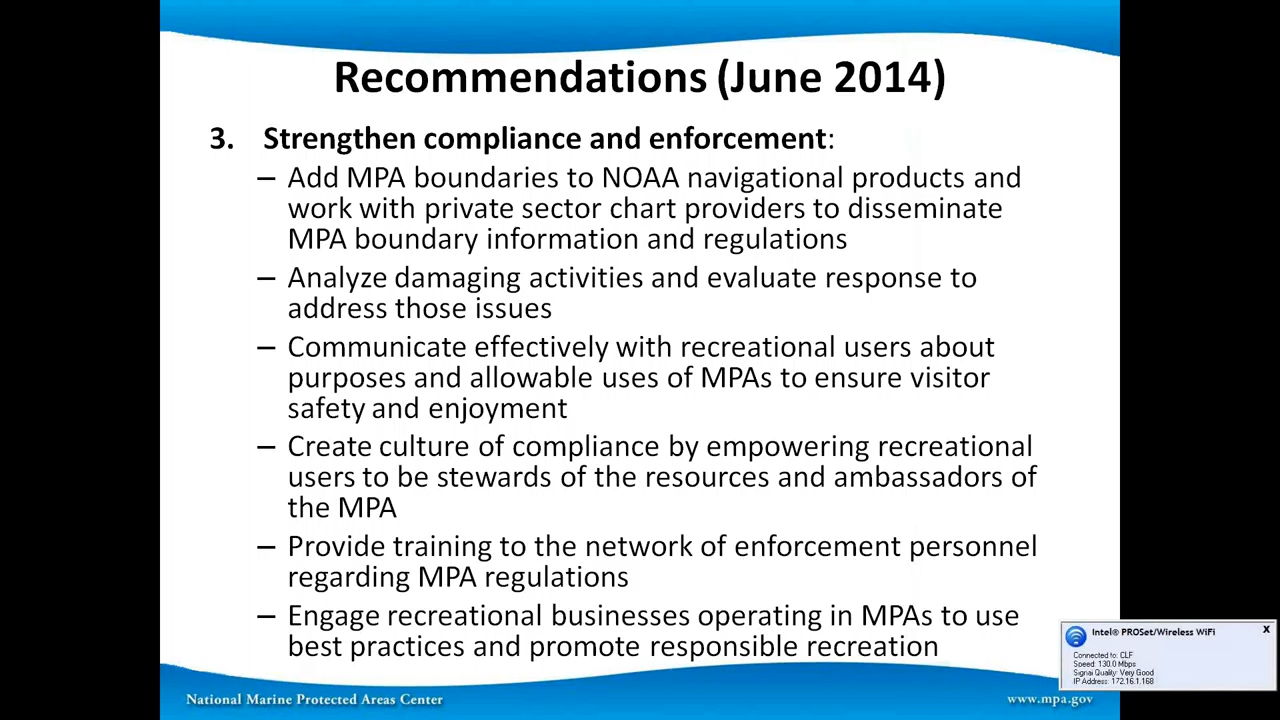 Recommendations (June 2014)
3. Strengthen compliance and enforcement:
– Add MPA boundaries to NOAA navigational products and
work with private sector chart providers to disseminate
MPA boundary information and regulations
– Analyze damaging activities and evaluate response to
address those issues
– Communicate effectively with recreational users about
purposes and allowable uses of MPAs to ensure visitor
safety and enjoyment
– Create culture of compliance by empowering recreational
users to be stewards of the resources and ambassadors of
the MPA
– Provide training to the network of enforcement personnel
regarding MPA regulations
– Engage recreational businesses operating in MPAs to use
best practices and promote responsible recreation
Intel® PROSet/Wireless WiFi x
Connected to: CLF
Speed: 130.0 Mbps
Signal Quality: Very Good
IP Address: 172.16.1.168
National Marine Protected Areas Center
www.mpa.gov